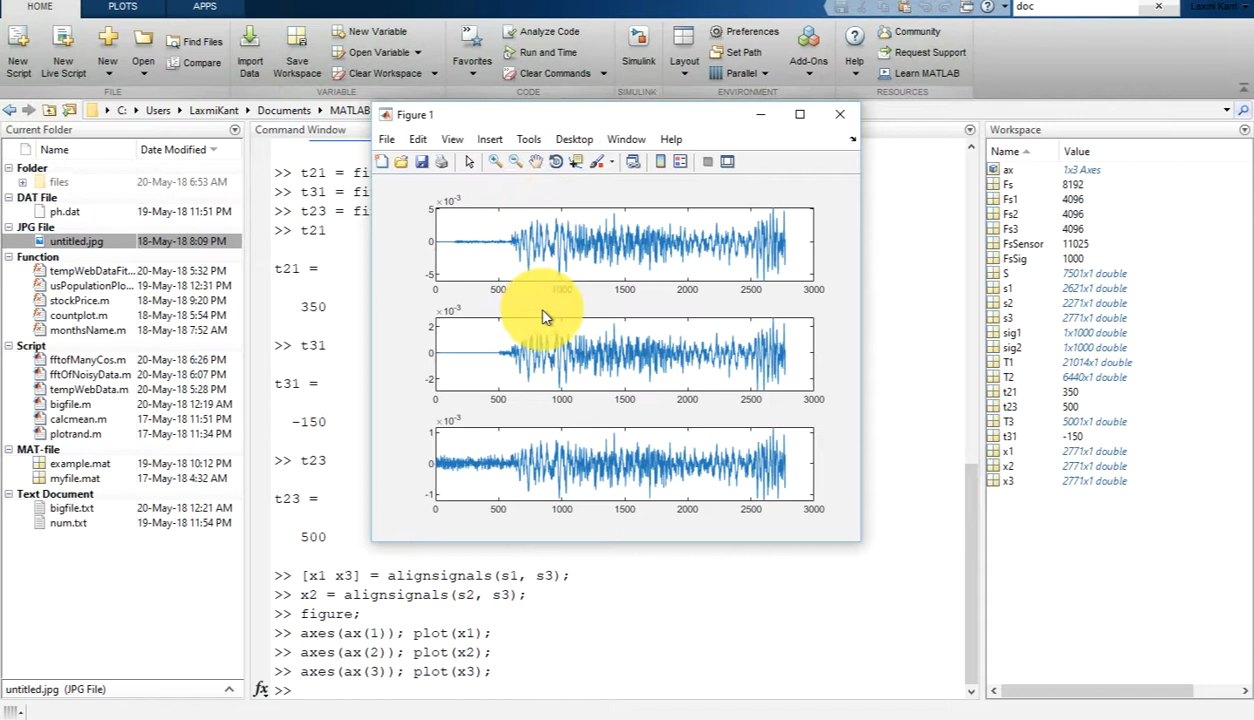 HOME PLOTS APPS
doc
Laxmi Kant
New Script
New Live Script
New
Open
Find Files
Compare
Import Data
Save Workspace
New Variable
Open Variable
Clear Workspace
Favorites
Analyze Code
Run and Time
Clear Commands
Simulink
Layout
Preferences
Set Path
Parallel
Add-Ons
Help
Community
Request Support
Learn MATLAB
FILE VARIABLE CODE SIMULINK ENVIRONMENT RESOURCES
C: Users LaxmiKant Documents MATLAB
Current Folder
Name Date Modified
Folder
files 20-May-18 6:53 AM
DAT File
ph.dat 19-May-18 11:51 PM
JPG File
untitled.jpg 18-May-18 8:09 PM
Function
tempWebDataFit... 20-May-18 5:32 PM
usPopulationPlo... 19-May-18 12:31 PM
stockPrice.m 18-May-18 9:20 PM
countplot.m 18-May-18 5:54 PM
monthsName.m 18-May-18 7:52 AM
Script
fftofManyCos.m 20-May-18 6:26 PM
fftOfNoisyData.m 20-May-18 6:07 PM
tempWebData.m 20-May-18 5:28 PM
bigfile.m 20-May-18 12:19 AM
calcmean.m 17-May-18 11:51 PM
plotrand.m 17-May-18 11:34 PM
MAT-file
example.mat 19-May-18 10:12 PM
myfile.mat 17-May-18 4:32 AM
Text Document
bigfile.txt 20-May-18 12:21 AM
num.txt 19-May-18 11:54 PM
untitled.jpg (JPG File)
Command Window
>> t21 = fi
>> t31 = fi
>> t23 = fi
>> t21
t21 =
350
>> t31
t31 =
-150
>> t23
t23 =
500
>> [x1 x3] = alignsignals(s1, s3);
>> x2 = alignsignals(s2, s3);
>> figure;
>> axes(ax(1)); plot(x1);
>> axes(ax(2)); plot(x2);
>> axes(ax(3)); plot(x3);
fx >>
Figure 1
File Edit View Insert Tools Desktop Window Help
×10⁻³
5
0
-5
0 500 1000 1500 2000 2500 3000
×10⁻³
2
0
-2
0 500 1000 1500 2000 2500 3000
×10⁻³
1
0
-1
0 500 1000 1500 2000 2500 3000
Workspace
Name Value
ax 1x3 Axes
Fs 8192
Fs1 4096
Fs2 4096
Fs3 4096
FsSensor 11025
FsSig 1000
S 7501x1 double
s1 2621x1 double
s2 2271x1 double
s3 2771x1 double
sig1 1x1000 double
sig2 1x1000 double
T1 21014x1 double
T2 6440x1 double
t21 350
t23 500
T3 5001x1 double
t31 -150
x1 2771x1 double
x2 2771x1 double
x3 2771x1 double